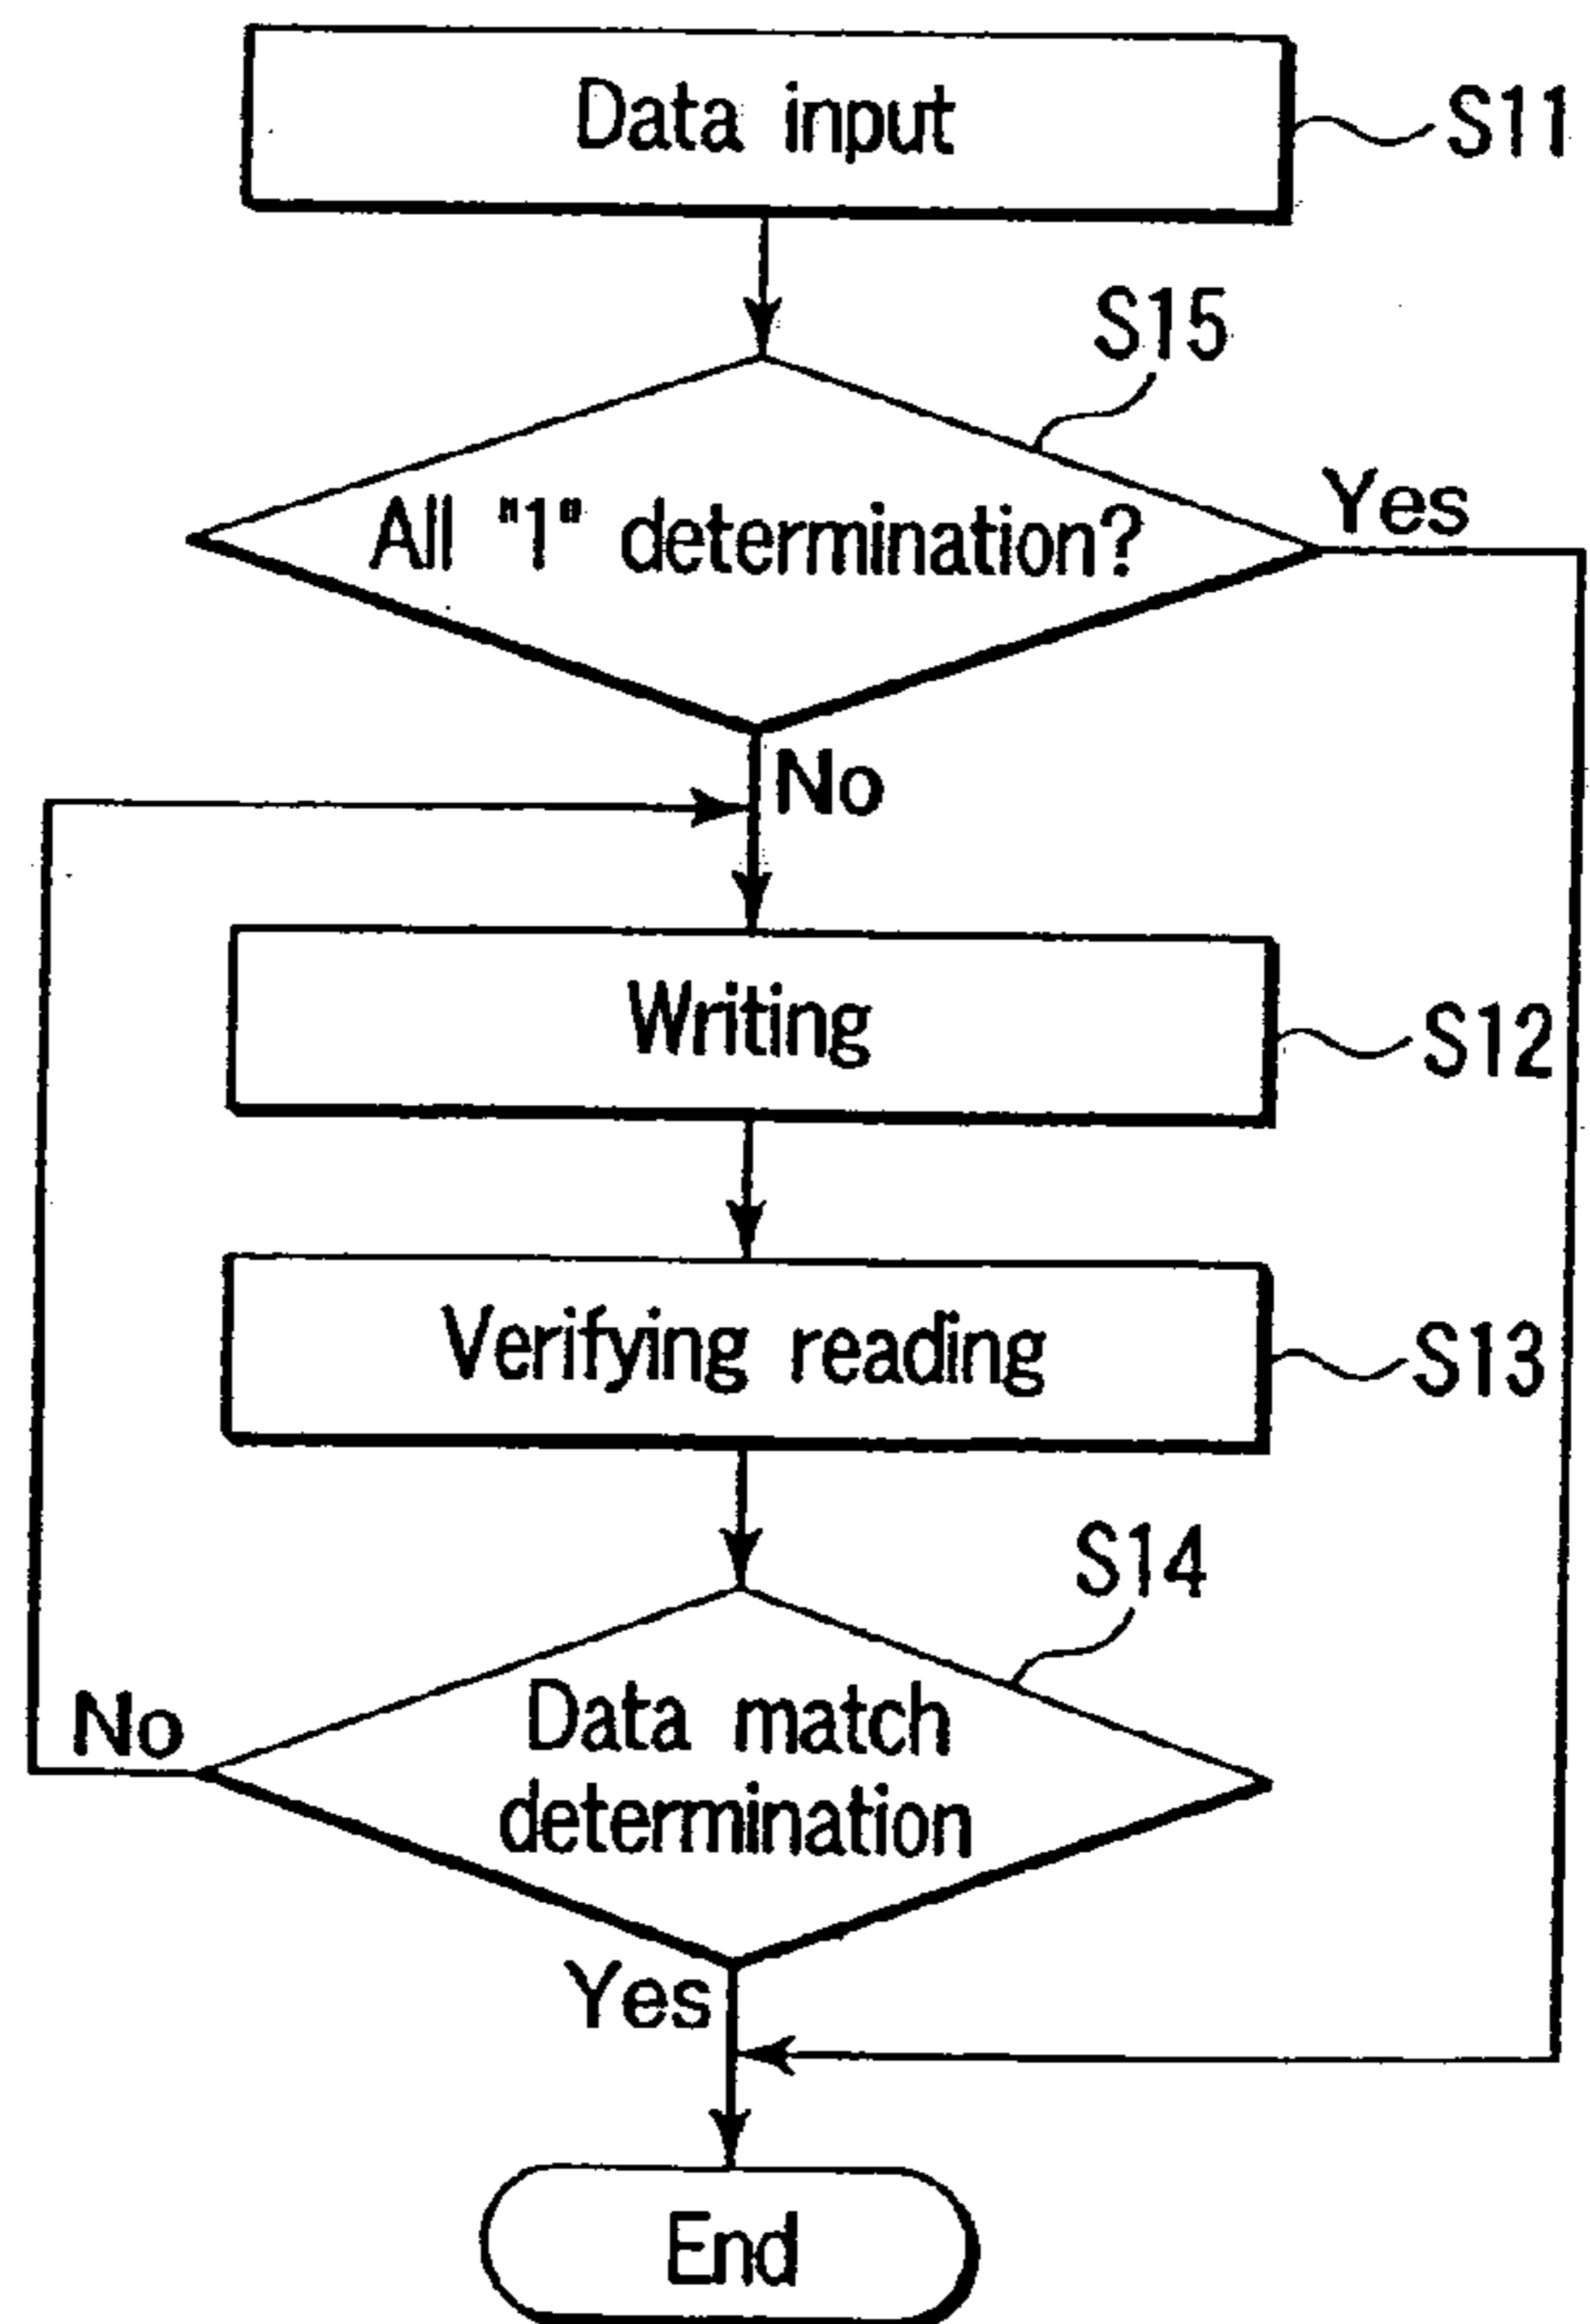 Data input
S11
S15
All "1" determination?
Yes
No
Writing
S12
Verifying reading
S13
S14
Data match
determination
No
Yes
End